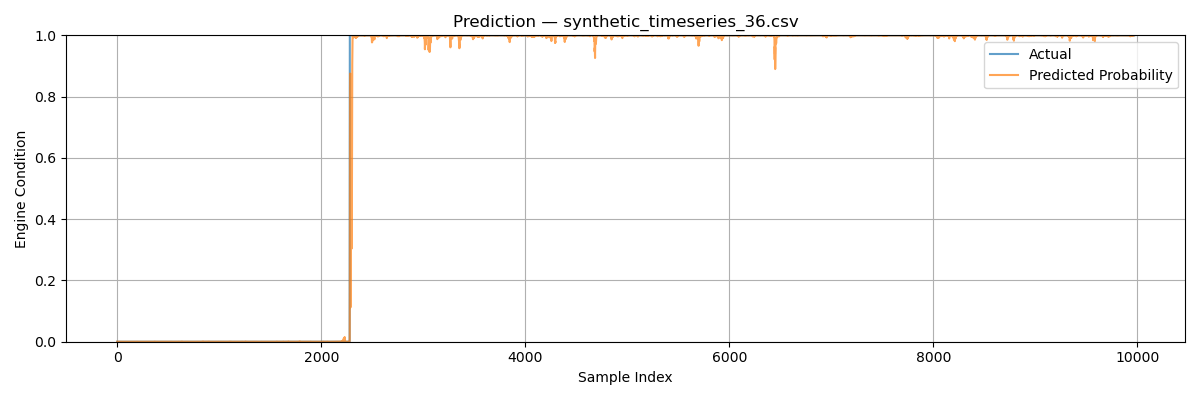 Prediction — synthetic_timeseries_36.csv
1.0
0.8
0.6
0.4
0.2
0.0
Engine Condition
Actual
Predicted Probability
0 2000 4000 6000 8000 10000
Sample Index